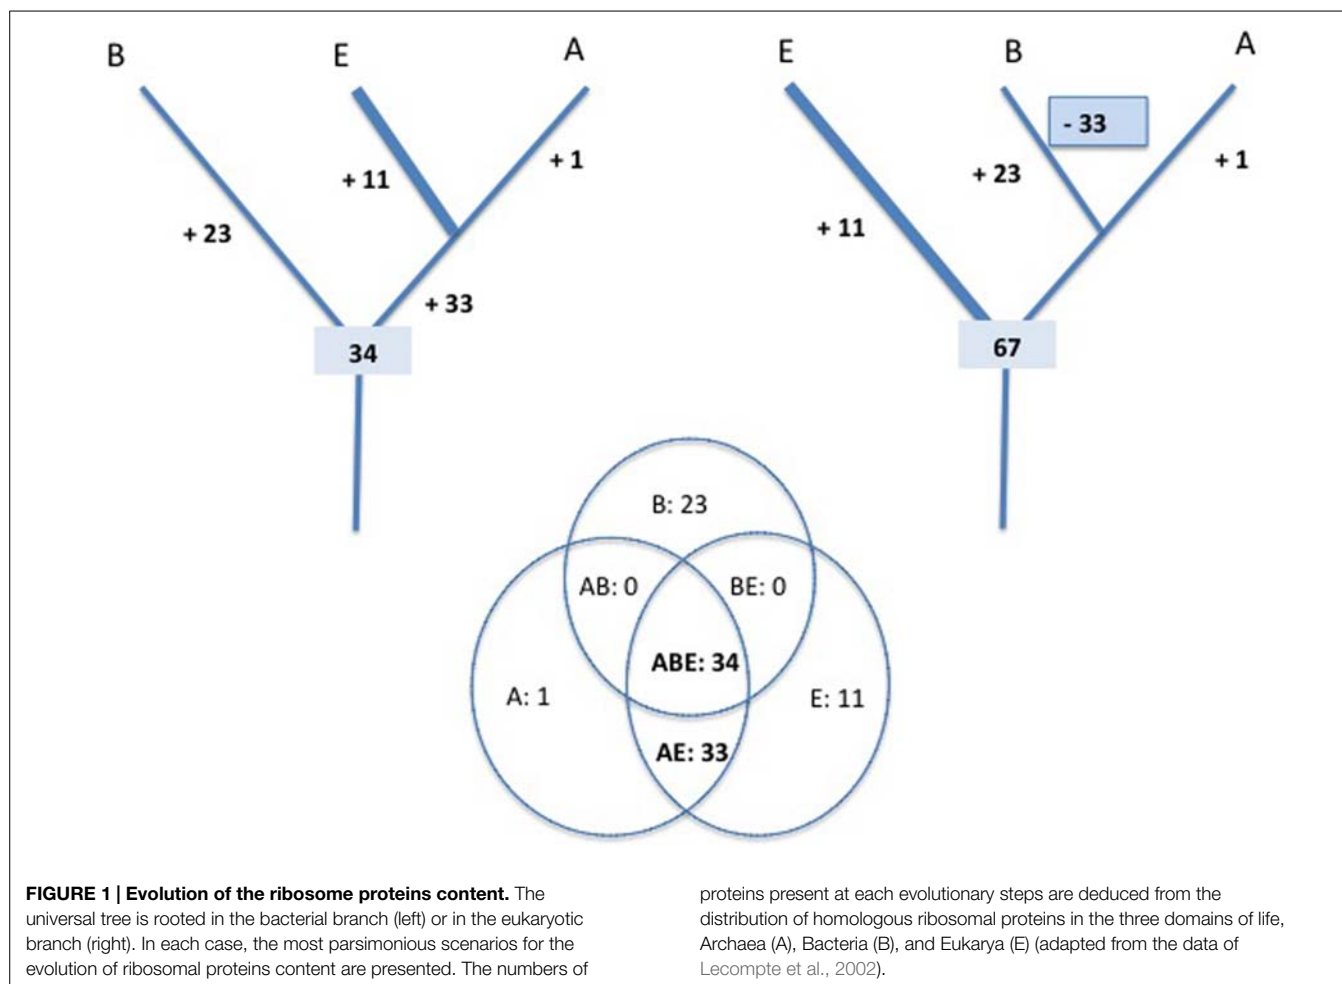 B
E
A
+ 11
+ 1
+ 23
+ 33
34
E
B
A
- 33
+ 23
+ 1
+ 11
67
B: 23
AB: 0
BE: 0
ABE: 34
A: 1
E: 11
AE: 33
FIGURE 1 | Evolution of the ribosome proteins content. The
universal tree is rooted in the bacterial branch (left) or in the eukaryotic
branch (right). In each case, the most parsimonious scenarios for the
evolution of ribosomal proteins content are presented. The numbers of
proteins present at each evolutionary steps are deduced from the
distribution of homologous ribosomal proteins in the three domains of life,
Archaea (A), Bacteria (B), and Eukarya (E) (adapted from the data of
Lecompte et al., 2002).